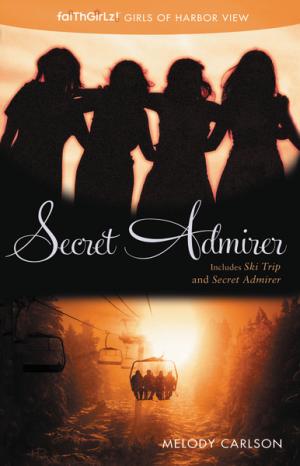 faiThGirLz! GIRLS OF HARBOR VIEW
Secret Admirer
Includes Ski Trip
and Secret Admirer
MELODY CARLSON